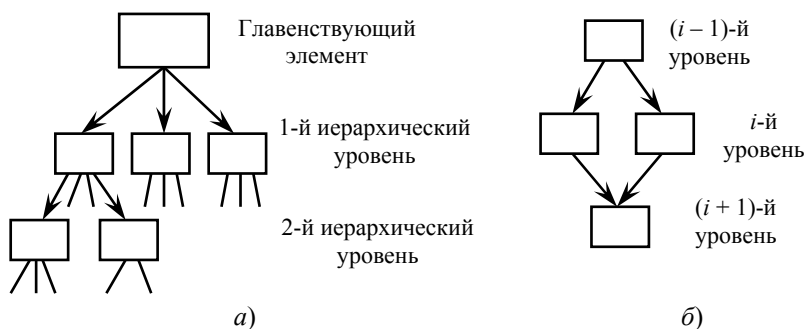 Главенствующий
элемент
1-й иерархический
уровень
2-й иерархический
уровень
а)
(i – 1)-й
уровень
i-й
уровень
(i + 1)-й
уровень
б)